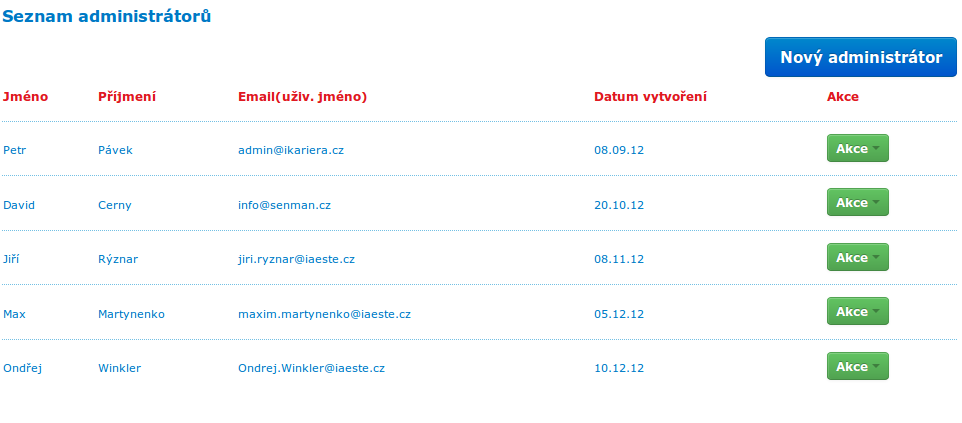 Seznam administrátorů
Nový administrátor
Jméno Příjmení Email(uživ. jméno) Datum vytvoření Akce
Petr Pávek admin@ikariera.cz 08.09.12 Akce
David Cerny info@senman.cz 20.10.12 Akce
Jiří Rýznar jiri.ryznar@iaeste.cz 08.11.12 Akce
Max Martynenko maxim.martynenko@iaeste.cz 05.12.12 Akce
Ondřej Winkler Ondrej.Winkler@iaeste.cz 10.12.12 Akce